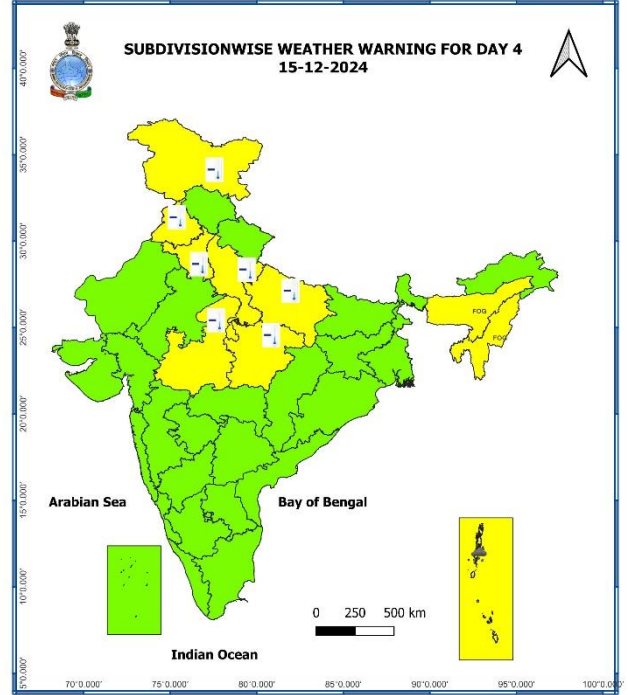 SUBDIVISIONWISE WEATHER WARNING FOR DAY 4
15-12-2024
40°0.000'
35°0.000'
30°0.000'
25°0.000'
20°0.000'
15°0.000'
10°0.000'
5°0.000'
FOG
FOG
Arabian Sea
Bay of Bengal
0 250 500 km
Indian Ocean
70°0.000' 75°0.000' 80°0.000' 85°0.000' 90°0.000' 95°0.000' 100°0.000'